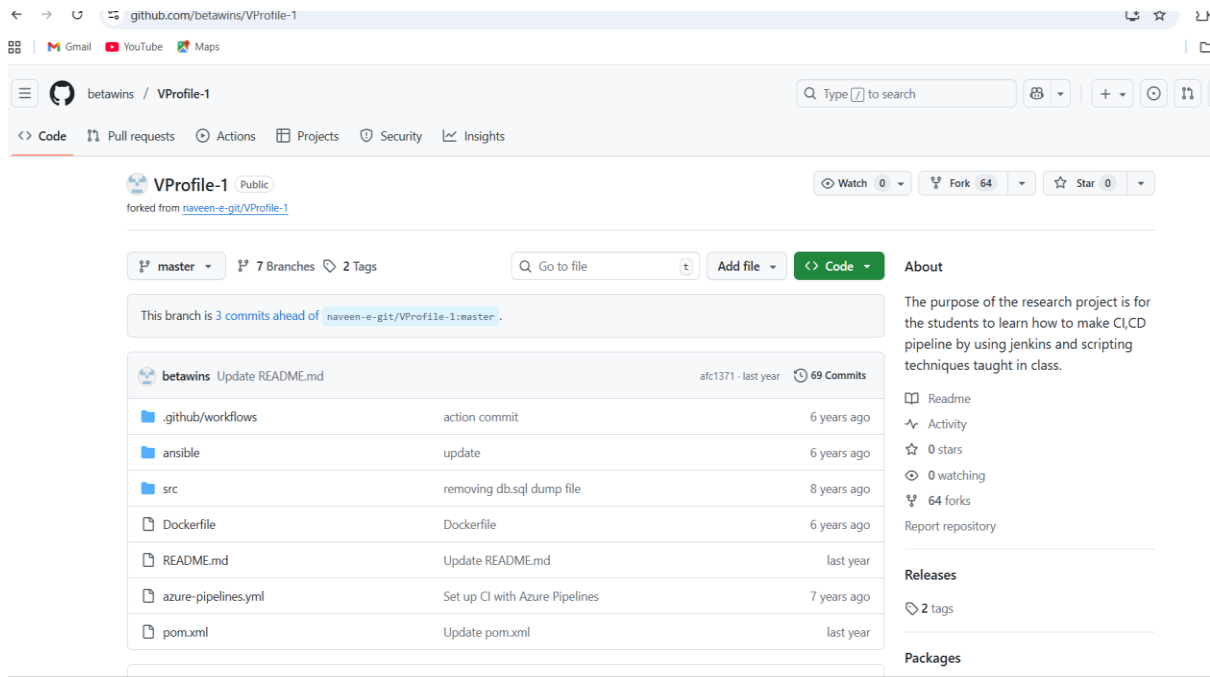 github.com/betawins/VProfile-1
Gmail YouTube Maps
betawins / VProfile-1
Type / to search
Code Pull requests Actions Projects Security Insights
VProfile-1 Public
Watch 0 Fork 64 Star 0
forked from naveen-e-git/VProfile-1
master 7 Branches 2 Tags Go to file t Add file Code
This branch is 3 commits ahead of naveen-e-git/VProfile-1:master .
betawins Update README.md afc1371 · last year 69 Commits
.github/workflows action commit 6 years ago
ansible update 6 years ago
src removing db.sql dump file 8 years ago
Dockerfile Dockerfile 6 years ago
README.md Update README.md last year
azure-pipelines.yml Set up CI with Azure Pipelines 7 years ago
pom.xml Update pom.xml last year
About
The purpose of the research project is for
the students to learn how to make CI,CD
pipeline by using jenkins and scripting
techniques taught in class.
Readme
Activity
0 stars
0 watching
64 forks
Report repository
Releases
2 tags
Packages